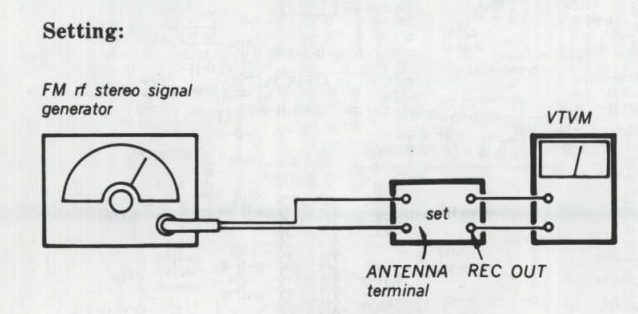 Setting:
FM rf stereo signal
generator
VTVM
set
ANTENNA REC OUT
terminal